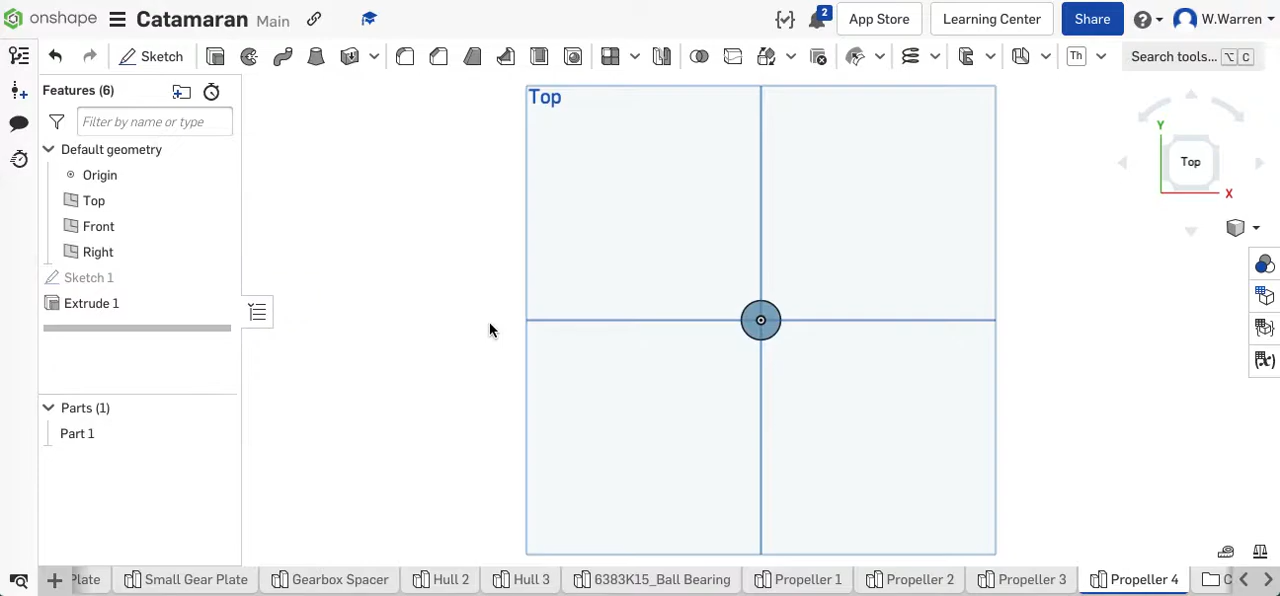 onshape Catamaran Main 2 App Store Learning Center Share W.Warren
Sketch Th Search tools... ⌥ C
Features (6)
Filter by name or type
Default geometry
Origin
Top
Front
Right
Sketch 1
Extrude 1
Parts (1)
Part 1
Top
Y
Top
X
Plate Small Gear Plate Gearbox Spacer Hull 2 Hull 3 6383K15_Ball Bearing Propeller 1 Propeller 2 Propeller 3 Propeller 4 C